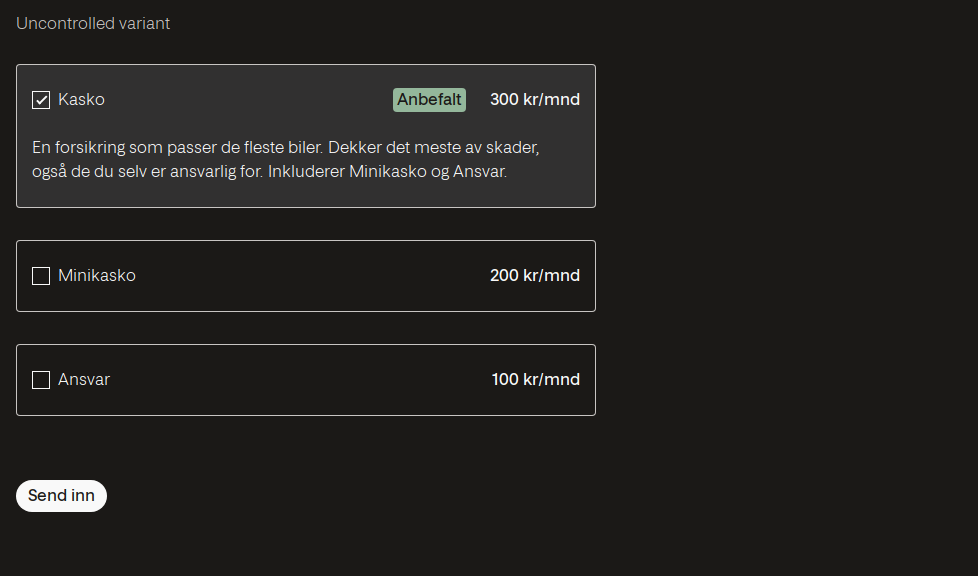 Uncontrolled variant
Kasko Anbefalt 300 kr/mnd
En forsikring som passer de fleste biler. Dekker det meste av skader,
også de du selv er ansvarlig for. Inkluderer Minikasko og Ansvar.
Minikasko 200 kr/mnd
Ansvar 100 kr/mnd
Send inn